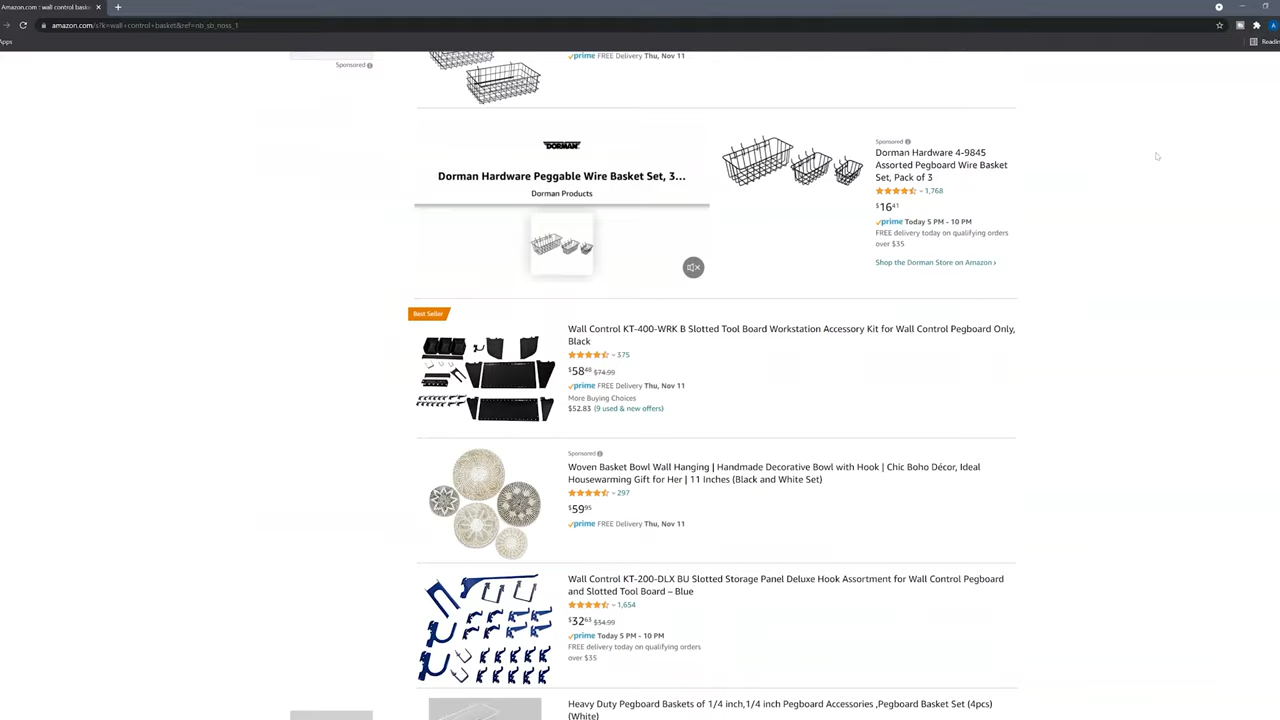 Amazon.com : wall control bask
amazon.com/s?k=wall+control+basket&ref=nb_sb_noss_1
Apps
Readin
Sponsored
prime FREE Delivery Thu, Nov 11
DORMAN
Dorman Hardware Peggable Wire Basket Set, 3...
Dorman Products
Sponsored
Dorman Hardware 4-9845
Assorted Pegboard Wire Basket
Set, Pack of 3
1,768
$16.41
prime Today 5 PM - 10 PM
FREE delivery today on qualifying orders
over $35
Shop the Dorman Store on Amazon ›
Best Seller
Wall Control KT-400-WRK B Slotted Tool Board Workstation Accessory Kit for Wall Control Pegboard Only,
Black
375
$58.48 $74.99
prime FREE Delivery Thu, Nov 11
More Buying Choices
$52.83 (9 used & new offers)
Sponsored
Woven Basket Bowl Wall Hanging | Handmade Decorative Bowl with Hook | Chic Boho Décor, Ideal
Housewarming Gift for Her | 11 Inches (Black and White Set)
297
$59.95
prime FREE Delivery Thu, Nov 11
Wall Control KT-200-DLX BU Slotted Storage Panel Deluxe Hook Assortment for Wall Control Pegboard
and Slotted Tool Board – Blue
1,654
$32.63 $34.99
prime Today 5 PM - 10 PM
FREE delivery today on qualifying orders
over $35
Heavy Duty Pegboard Baskets of 1/4 inch,1/4 inch Pegboard Accessories ,Pegboard Basket Set (4pcs)
(White)